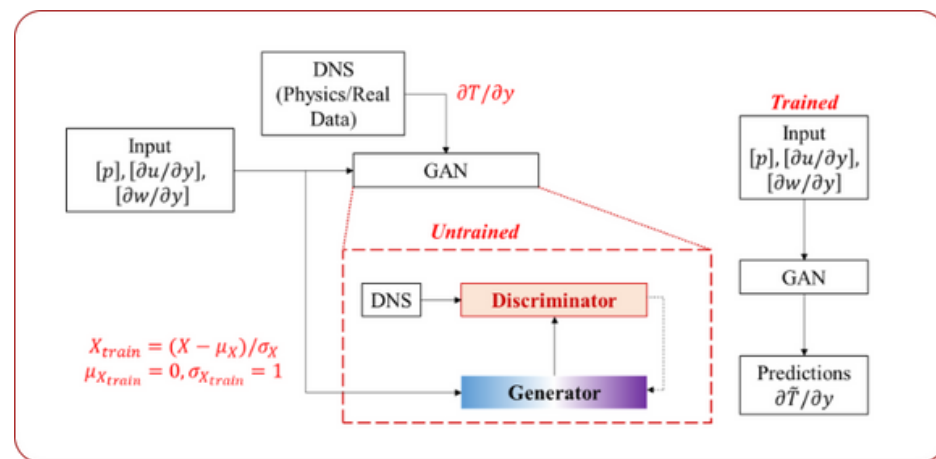 DNS
(Physics/Real
Data)
∂T/∂y
Input
[p], [∂u/∂y],
[∂w/∂y]
GAN
Untrained
DNS
Discriminator
Generator
X_train = (X − μ_X)/σ_X
μ_X_train = 0, σ_X_train = 1
Trained
Input
[p], [∂u/∂y],
[∂w/∂y]
GAN
Predictions
∂T̃/∂y